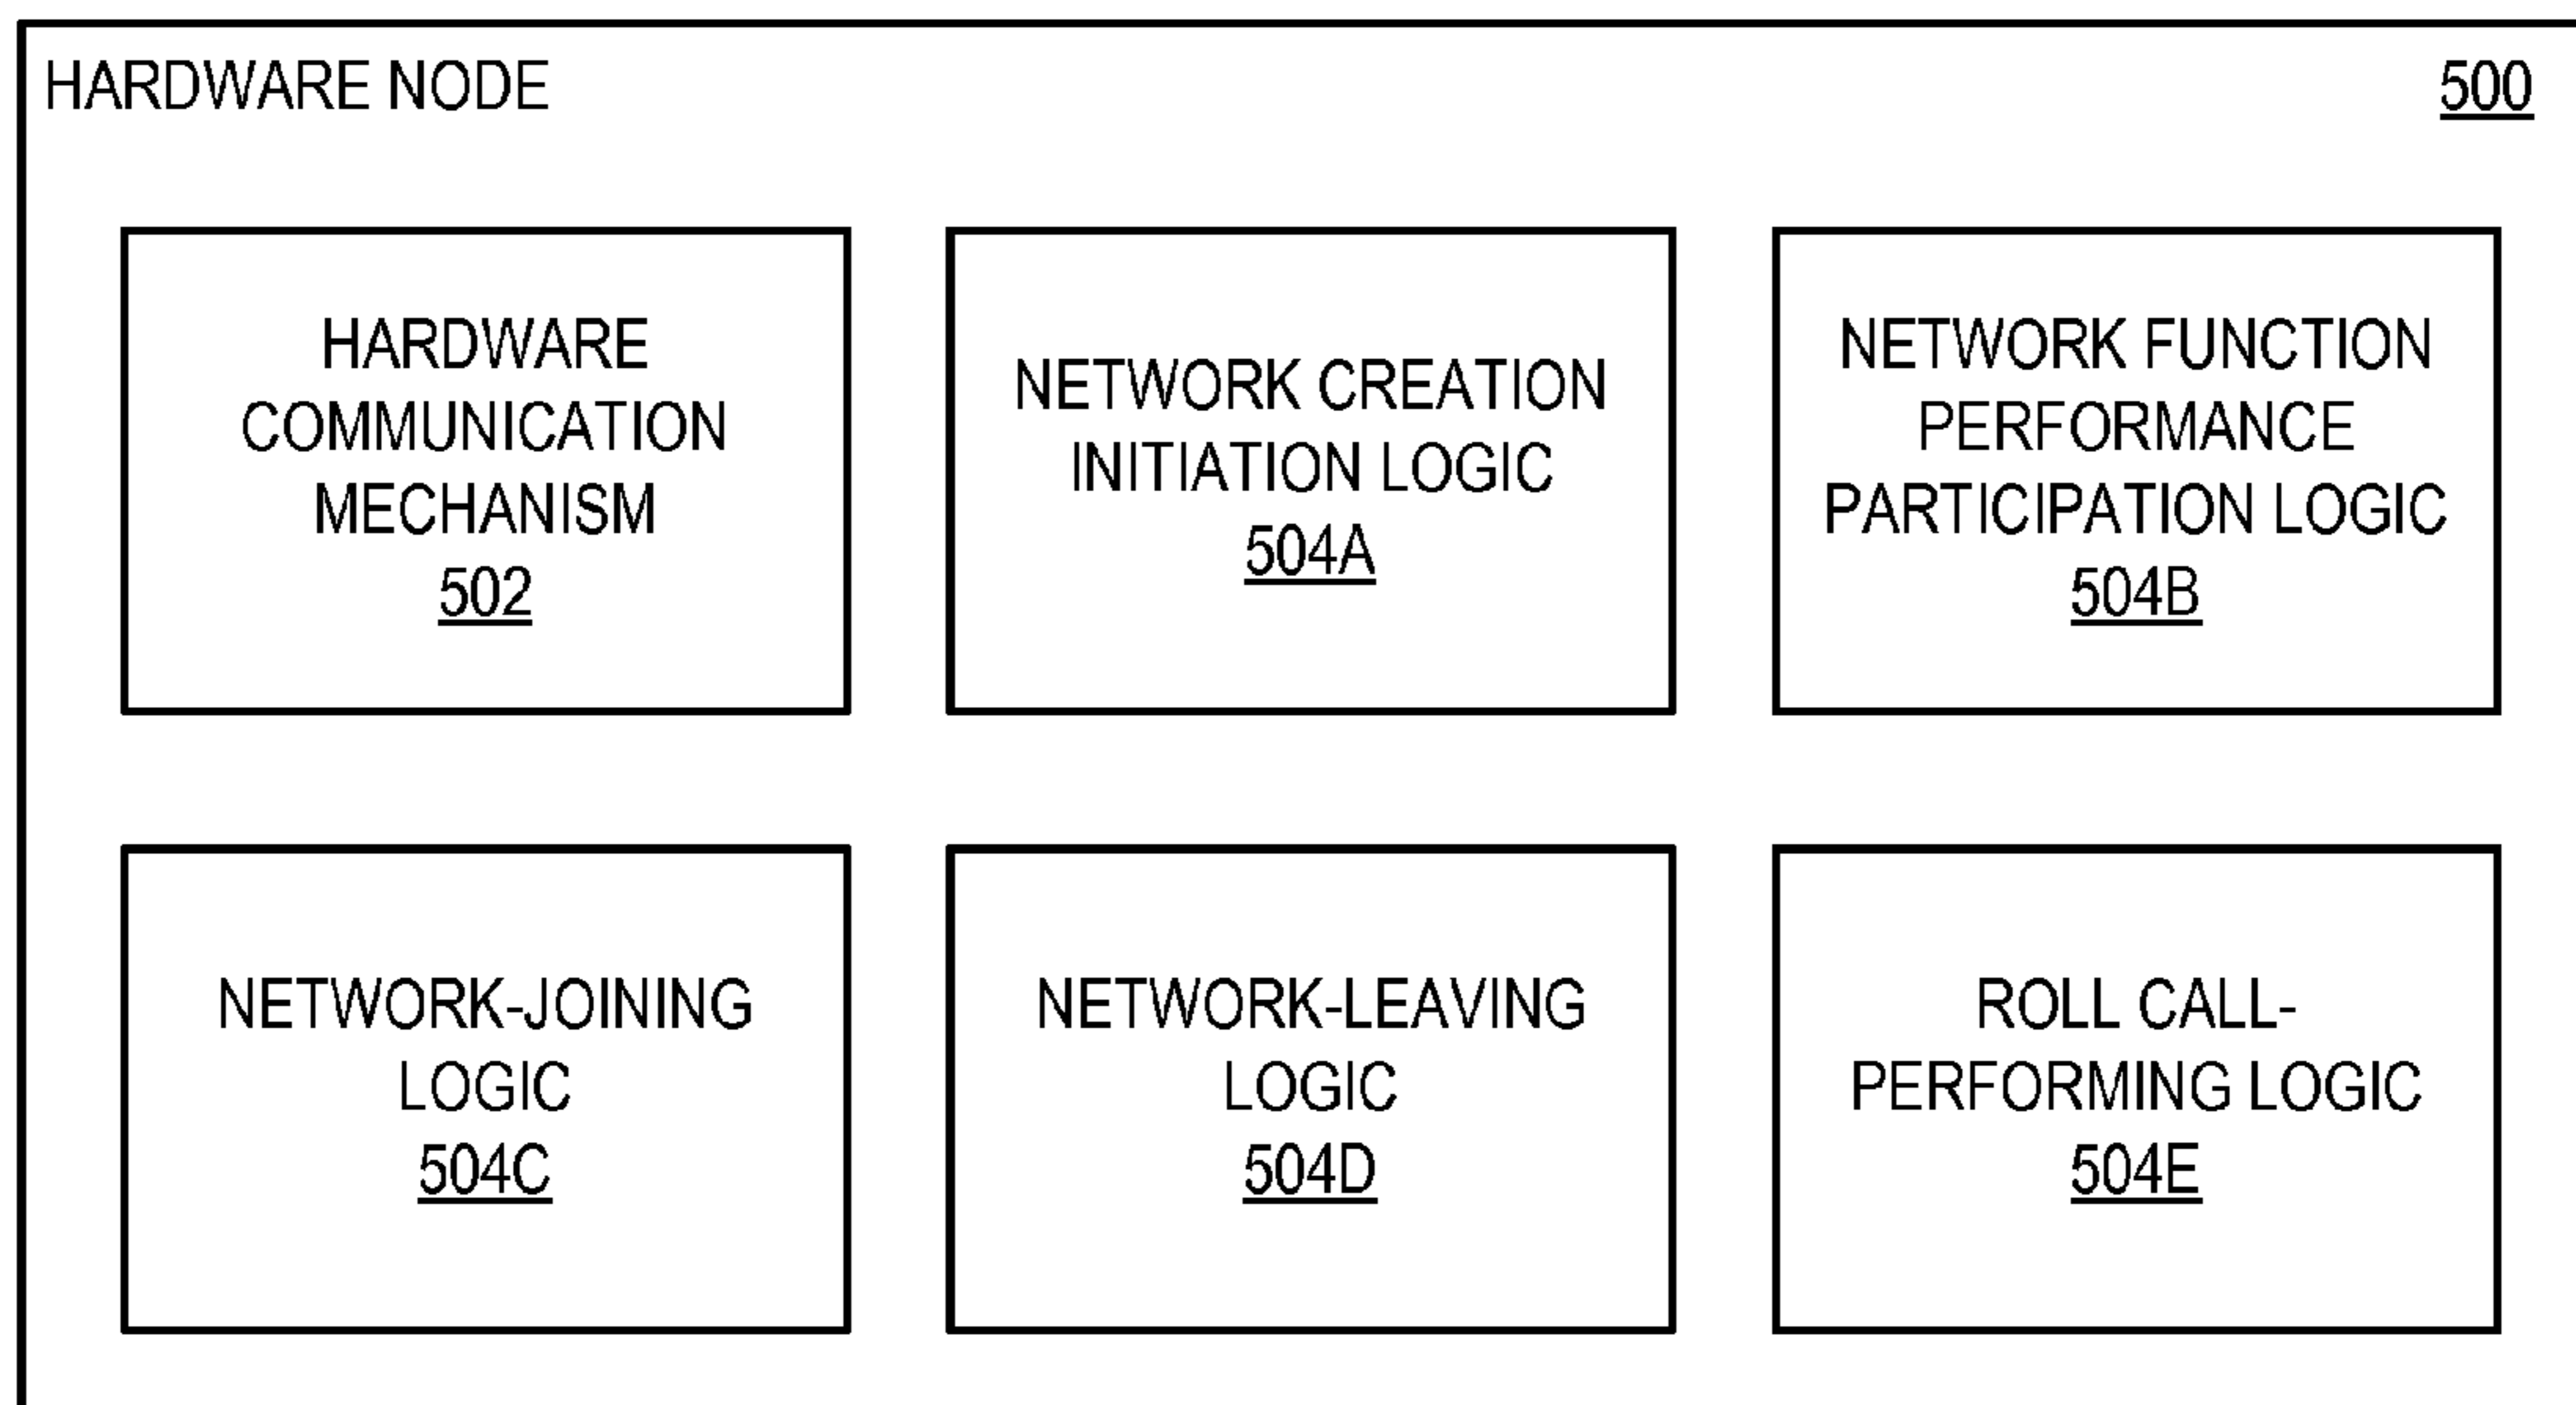 HARDWARE NODE
500
HARDWARE
COMMUNICATION
MECHANISM
502
NETWORK CREATION
INITIATION LOGIC
504A
NETWORK FUNCTION
PERFORMANCE
PARTICIPATION LOGIC
504B
NETWORK-JOINING
LOGIC
504C
NETWORK-LEAVING
LOGIC
504D
ROLL CALL-
PERFORMING LOGIC
504E